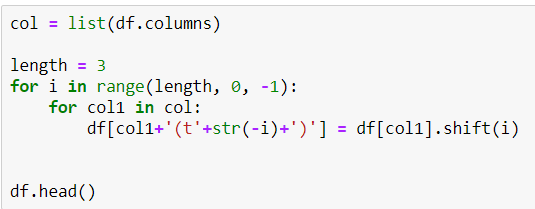 col = list(df.columns)
length = 3
for i in range(length, 0, -1):
    for col1 in col:
        df[col1+'(t'+str(-i)+')'] = df[col1].shift(i)
df.head()